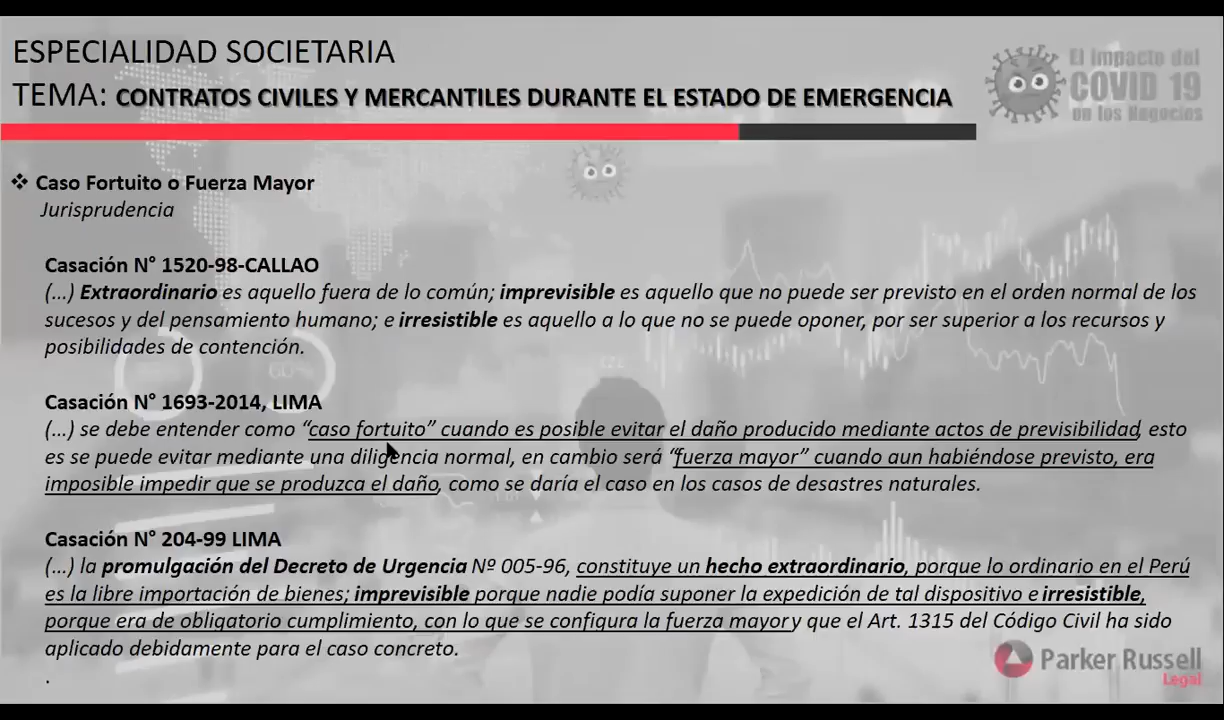 ESPECIALIDAD SOCIETARIA
TEMA: CONTRATOS CIVILES Y MERCANTILES DURANTE EL ESTADO DE EMERGENCIA
El impacto del
COVID 19
en los Negocios
❖ Caso Fortuito o Fuerza Mayor
Jurisprudencia
Casación N° 1520-98-CALLAO
(...) Extraordinario es aquello fuera de lo común; imprevisible es aquello que no puede ser previsto en el orden normal de los
sucesos y del pensamiento humano; e irresistible es aquello a lo que no se puede oponer, por ser superior a los recursos y
posibilidades de contención.
Casación N° 1693-2014, LIMA
(...) se debe entender como “caso fortuito” cuando es posible evitar el daño producido mediante actos de previsibilidad, esto
es se puede evitar mediante una diligencia normal, en cambio será “fuerza mayor” cuando aun habiéndose previsto, era
imposible impedir que se produzca el daño, como se daría el caso en los casos de desastres naturales.
Casación N° 204-99 LIMA
(...) la promulgación del Decreto de Urgencia Nº 005-96, constituye un hecho extraordinario, porque lo ordinario en el Perú
es la libre importación de bienes; imprevisible porque nadie podía suponer la expedición de tal dispositivo e irresistible,
porque era de obligatorio cumplimiento, con lo que se configura la fuerza mayor y que el Art. 1315 del Código Civil ha sido
aplicado debidamente para el caso concreto.
.
Parker Russell
Legal